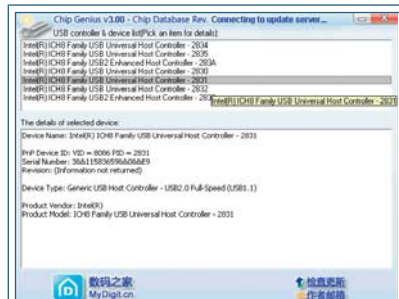 Chip Genius v3.00 - Chip Database Rev. Connecting to update server...
USB controller & device list[Pick an item for details]:
Intel(R) ICH8 Family USB Universal Host Controller - 2834
Intel(R) ICH8 Family USB Universal Host Controller - 2835
Intel(R) ICH8 Family USB2 Enhanced Host Controller - 283A
Intel(R) ICH8 Family USB Universal Host Controller - 2830
Intel(R) ICH8 Family USB Universal Host Controller - 2831
Intel(R) ICH8 Family USB Universal Host Controller - 2832
Intel(R) ICH8 Family USB2 Enhanced Host Controller - 283
Intel(R) ICH8 Family USB Universal Host Controller - 2831
The details of selected device:
Device Name: Intel(R) ICH8 Family USB Universal Host Controller - 2831
PnP Device ID: VID = 8086 PID = 2831
Revision: (Information not returned)
Device Type: Generic USB Host Controller - USB2.0 Full-Speed (USB1.1)
Product Vendor: Intel(R)
Product Model: ICH8 Family USB Universal Host Controller - 2831
数码之家
MyDigit.cn
检查更新
作者邮箱